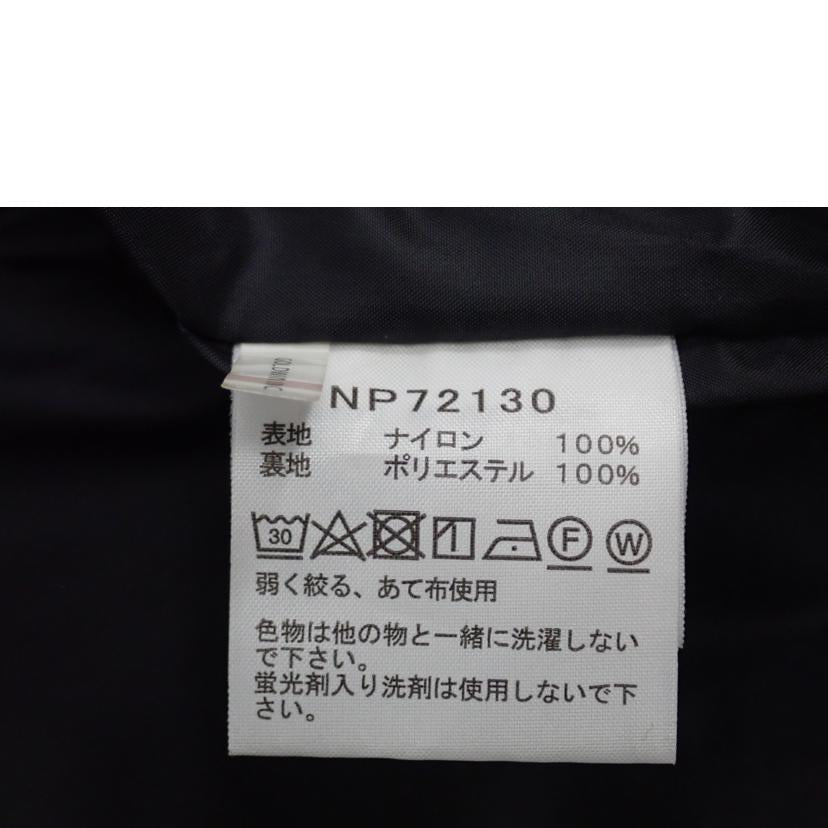 GOLDWIN INC
NP72130
表地 ナイロン 100%
裏地 ポリエステル 100%
30 F W
弱く絞る、あて布使用
色物は他の物と一緒に洗濯しない
で下さい。
蛍光剤入り洗剤は使用しないで下
さい。